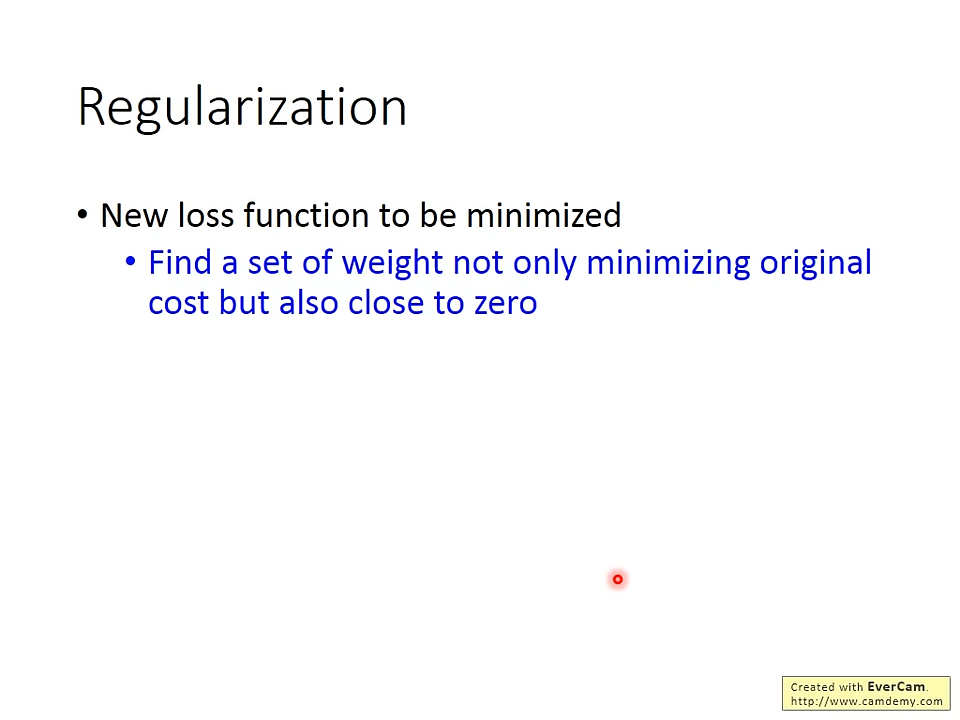 Regularization
• New loss function to be minimized
• Find a set of weight not only minimizing original
cost but also close to zero
Created with EverCam.
http://www.camdemy.com